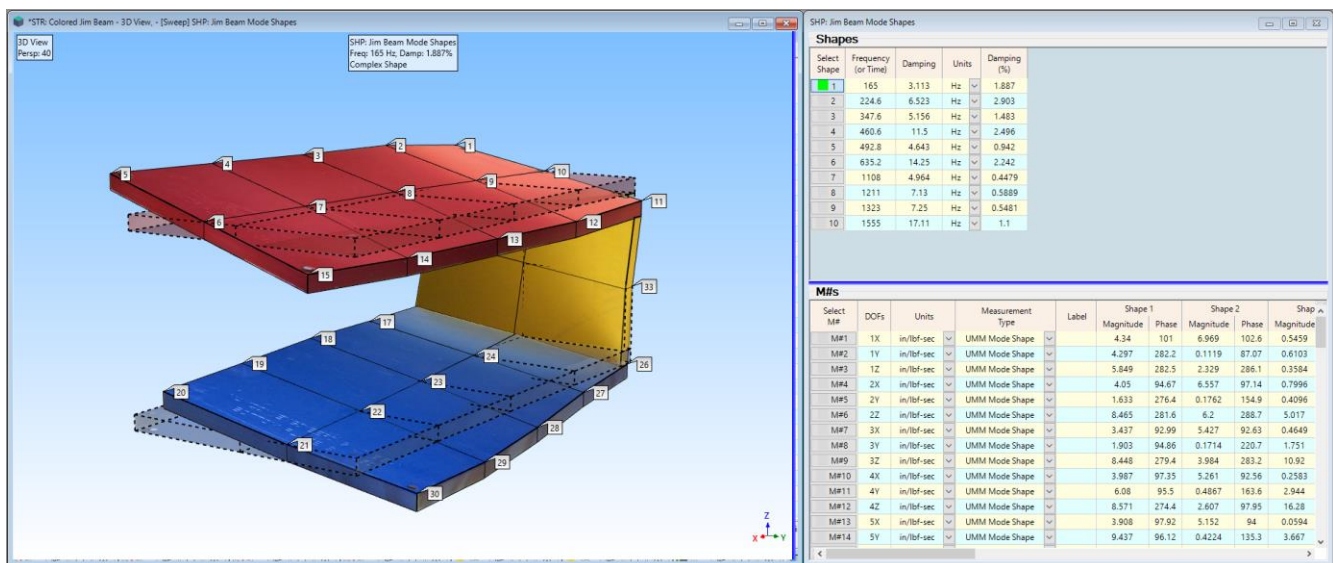 *STR: Colored Jim Beam - 3D View, - [Sweep] SHP: Jim Beam Mode Shapes
3D View
Persp: 40
SHP: Jim Beam Mode Shapes
Freq: 165 Hz, Damp: 1.887%
Complex Shape
1
2
3
4
5
6
7
8
9
10
11
12
13
14
15
33
17
18
19
20
21
22
23
24
26
27
28
29
30
Z
X Y
SHP: Jim Beam Mode Shapes
Shapes
Select Shape Frequency (or Time) Damping Units Damping (%)
1 165 3.113 Hz 1.887
2 224.6 6.523 Hz 2.903
3 347.6 5.156 Hz 1.483
4 460.6 11.5 Hz 2.496
5 492.8 4.643 Hz 0.942
6 635.2 14.25 Hz 2.242
7 1108 4.964 Hz 0.4479
8 1211 7.13 Hz 0.5889
9 1323 7.25 Hz 0.5481
10 1555 17.11 Hz 1.1
M#s
Select M# DOFs Units Measurement Type Label Shape 1 Shape 2 Shap
Magnitude Phase Magnitude Phase Magnitude
M#1 1X in/lbf-sec UMM Mode Shape 4.34 101 6.969 102.6 0.5459
M#2 1Y in/lbf-sec UMM Mode Shape 4.297 282.2 0.1119 87.07 0.6103
M#3 1Z in/lbf-sec UMM Mode Shape 5.849 282.5 2.329 286.1 0.3584
M#4 2X in/lbf-sec UMM Mode Shape 4.05 94.67 6.557 97.14 0.7996
M#5 2Y in/lbf-sec UMM Mode Shape 1.633 276.4 0.1762 154.9 0.4096
M#6 2Z in/lbf-sec UMM Mode Shape 8.465 281.6 6.2 288.7 5.017
M#7 3X in/lbf-sec UMM Mode Shape 3.437 92.99 5.427 92.63 0.4649
M#8 3Y in/lbf-sec UMM Mode Shape 1.903 94.86 0.1714 220.7 1.751
M#9 3Z in/lbf-sec UMM Mode Shape 8.448 279.4 3.984 283.2 10.92
M#10 4X in/lbf-sec UMM Mode Shape 3.987 97.35 5.261 92.56 0.2583
M#11 4Y in/lbf-sec UMM Mode Shape 6.08 95.5 0.4867 163.6 2.944
M#12 4Z in/lbf-sec UMM Mode Shape 8.571 274.4 2.607 97.95 16.28
M#13 5X in/lbf-sec UMM Mode Shape 3.908 97.92 5.152 94 0.0594
M#14 5Y in/lbf-sec UMM Mode Shape 9.437 96.12 0.4224 135.3 3.667